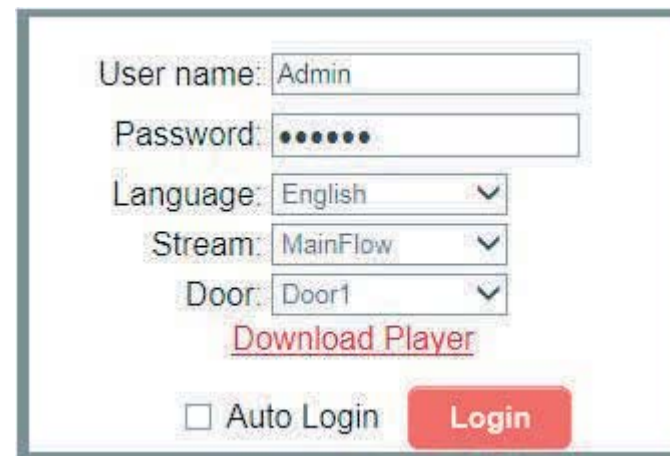 User name: Admin
Password: ••••••
Language: English
Stream: MainFlow
Door: Door1
Download Player
Auto Login Login